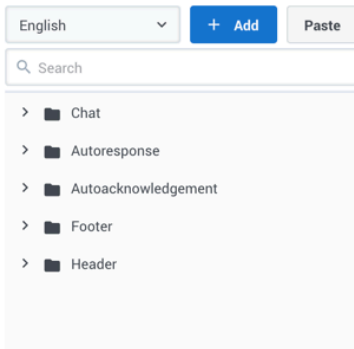 English + Add Paste
Search
Chat
Autoresponse
Autoacknowledgement
Footer
Header